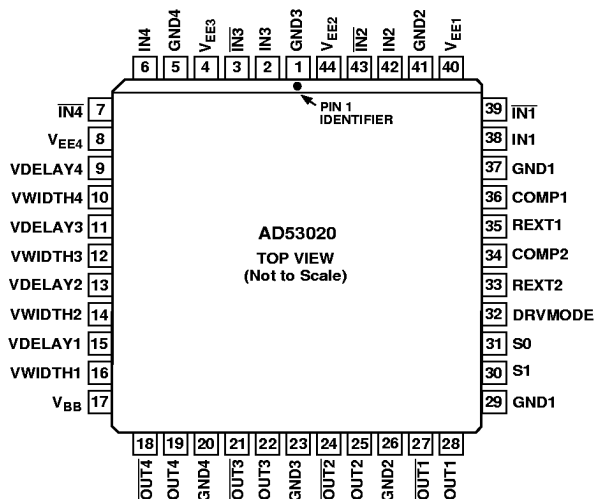 IN4 GND4 VEE3 IN3 IN3 GND3 VEE2 IN2 IN2 GND2 VEE1
6 5 4 3 2 1 44 43 42 41 40
PIN 1
IDENTIFIER
IN4 7
VEE4 8
VDELAY4 9
VWIDTH4 10
VDELAY3 11
VWIDTH3 12
VDELAY2 13
VWIDTH2 14
VDELAY1 15
VWIDTH1 16
VBB 17
AD53020
TOP VIEW
(Not to Scale)
39 IN1
38 IN1
37 GND1
36 COMP1
35 REXT1
34 COMP2
33 REXT2
32 DRVMODE
31 S0
30 S1
29 GND1
18 19 20 21 22 23 24 25 26 27 28
OUT4 OUT4 GND4 OUT3 OUT3 GND3 OUT2 OUT2 GND2 OUT1 OUT1